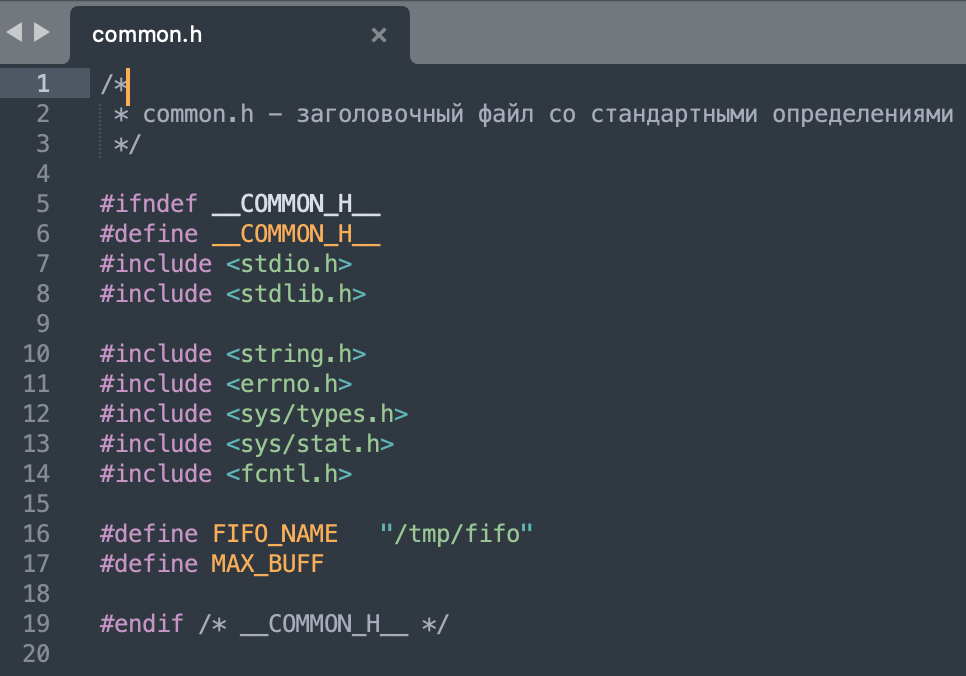 common.h ×
1 /*
2 * common.h – заголовочный файл со стандартными определениями
3 */
4
5 #ifndef __COMMON_H__
6 #define __COMMON_H__
7 #include <stdio.h>
8 #include <stdlib.h>
9
10 #include <string.h>
11 #include <errno.h>
12 #include <sys/types.h>
13 #include <sys/stat.h>
14 #include <fcntl.h>
15
16 #define FIFO_NAME   "/tmp/fifo"
17 #define MAX_BUFF
18
19 #endif /* __COMMON_H__ */
20